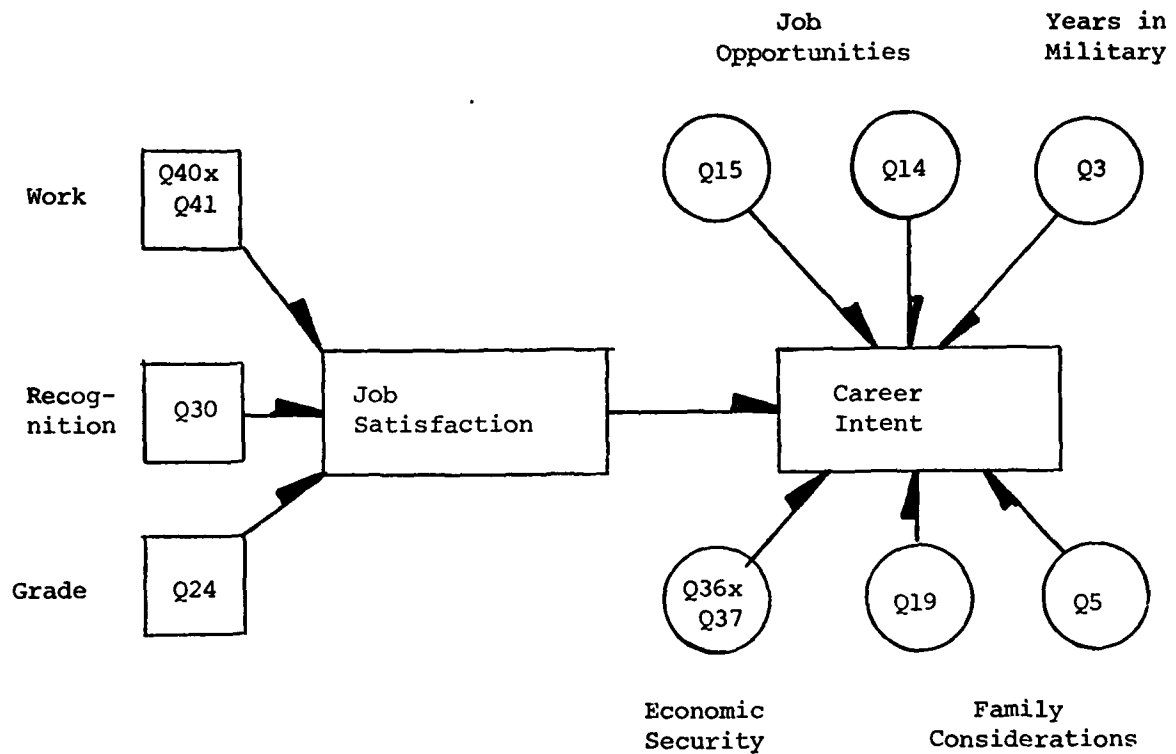 Job
Opportunities
Years in
Military
Q15
Q14
Q3
Work
Q40x
Q41
Recog-
nition
Q30
Job
Satisfaction
Career
Intent
Grade
Q24
Q36x
Q37
Q19
Q5
Economic
Security
Family
Considerations